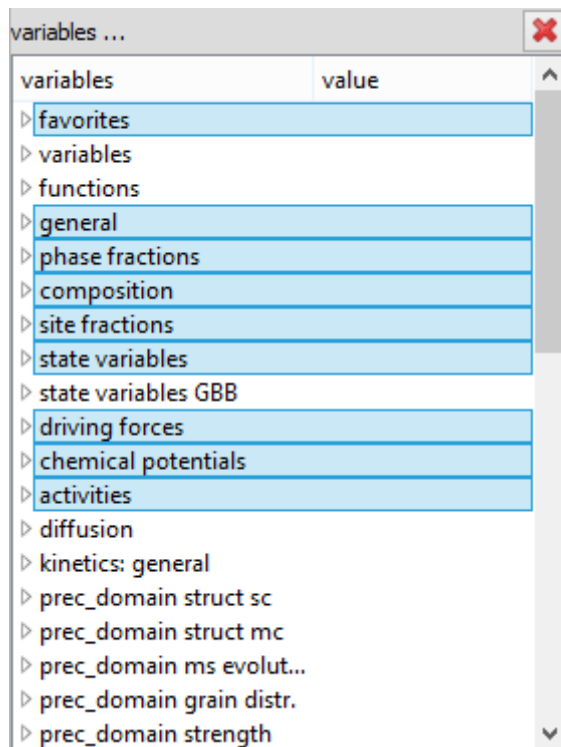 variables ...
variables value
favorites
variables
functions
general
phase fractions
composition
site fractions
state variables
state variables GBB
driving forces
chemical potentials
activities
diffusion
kinetics: general
prec_domain struct sc
prec_domain struct mc
prec_domain ms evolut...
prec_domain grain distr.
prec_domain strength